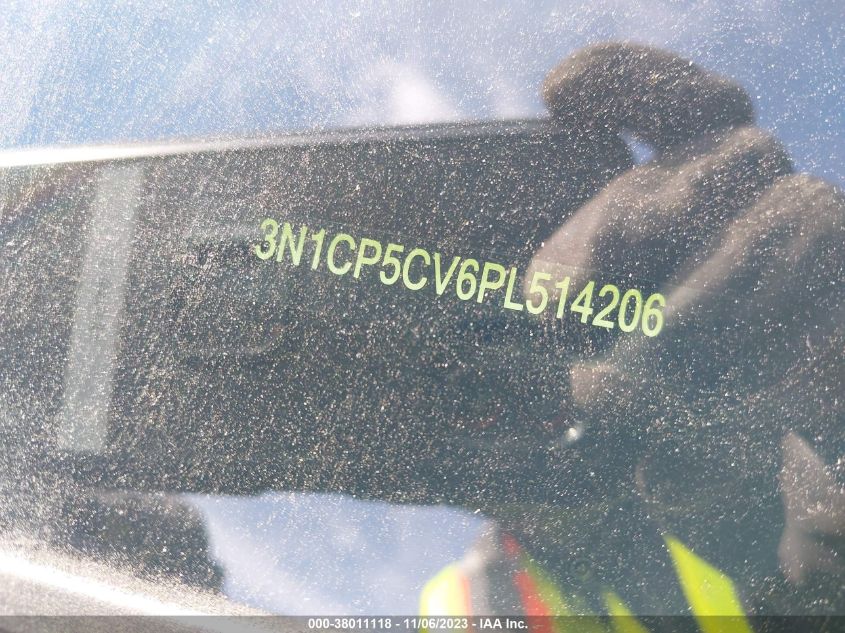 3N1CP5CV6PL514206
000-38011118 - 11/06/2023 - IAA Inc.